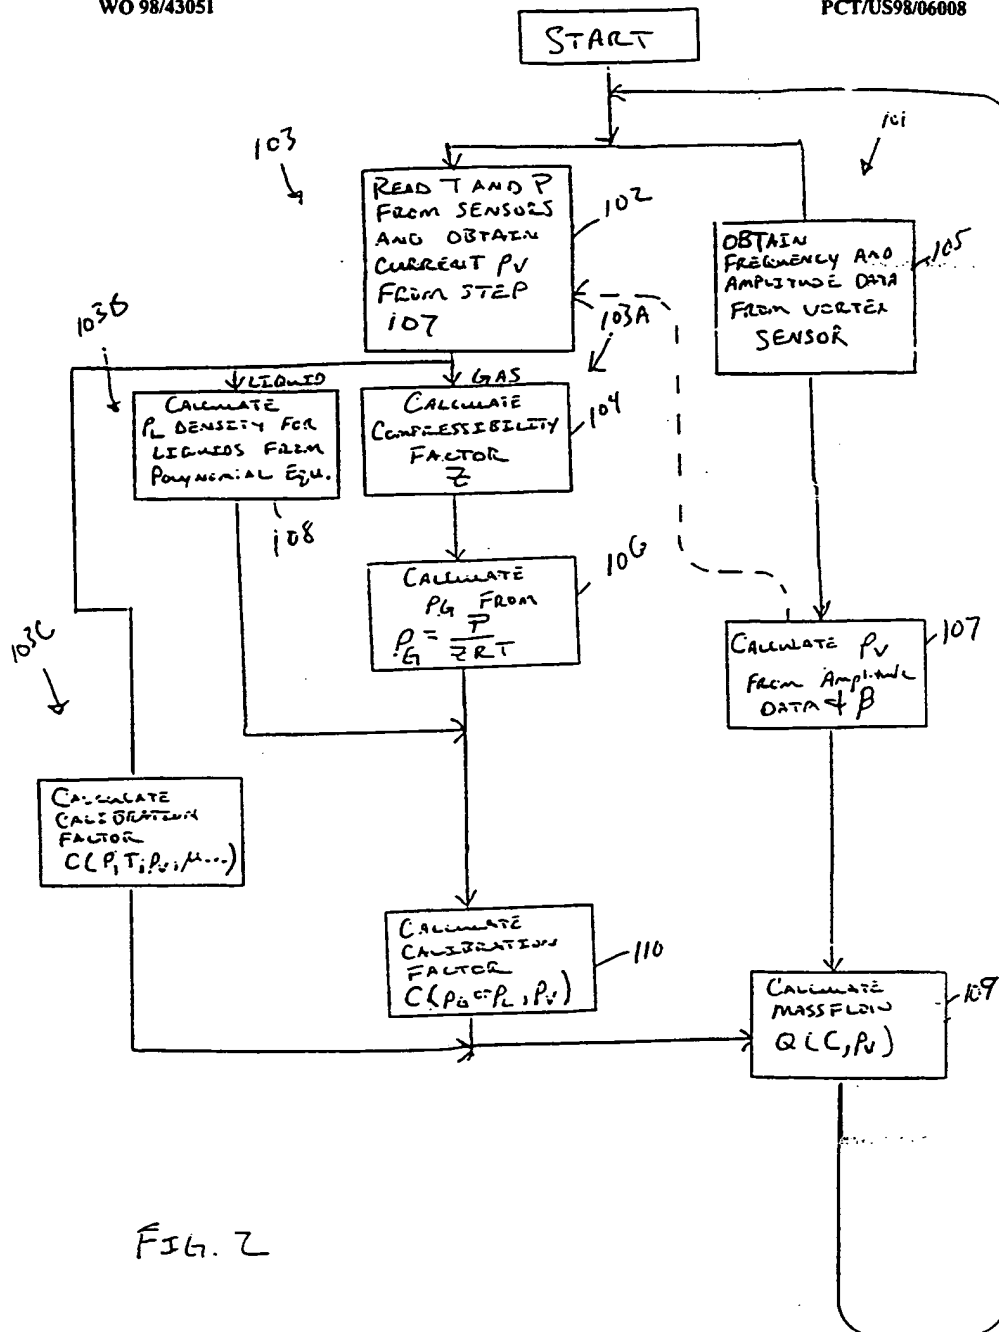 WO 98/43051
PCT/US98/06008
START
103
101
READ T AND P
FROM SENSORS
AND OBTAIN
CURRENT ρV
FROM STEP
107
102
OBTAIN
FREQUENCY AND
AMPLITUDE DATA
FROM VORTEX
SENSOR
105
103B
103A
LIQUID
GAS
CALCULATE
ρL DENSITY FOR
LIQUIDS FROM
POLYNOMIAL EQU.
108
CALCULATE
COMPRESSIBILITY
FACTOR
Z
104
CALCULATE
ρG FROM
ρG = P / ZRT
106
103C
CALCULATE ρV
FROM Amplitude
DATA & β
107
CALCULATE
CALIBRATION
FACTOR
C(P, T, ρV, μ...)
CALCULATE
CALIBRATION
FACTOR
C(ρG or ρL, ρV)
110
CALCULATE
MASSFLOW
Q(C, ρV)
109
FIG. 2